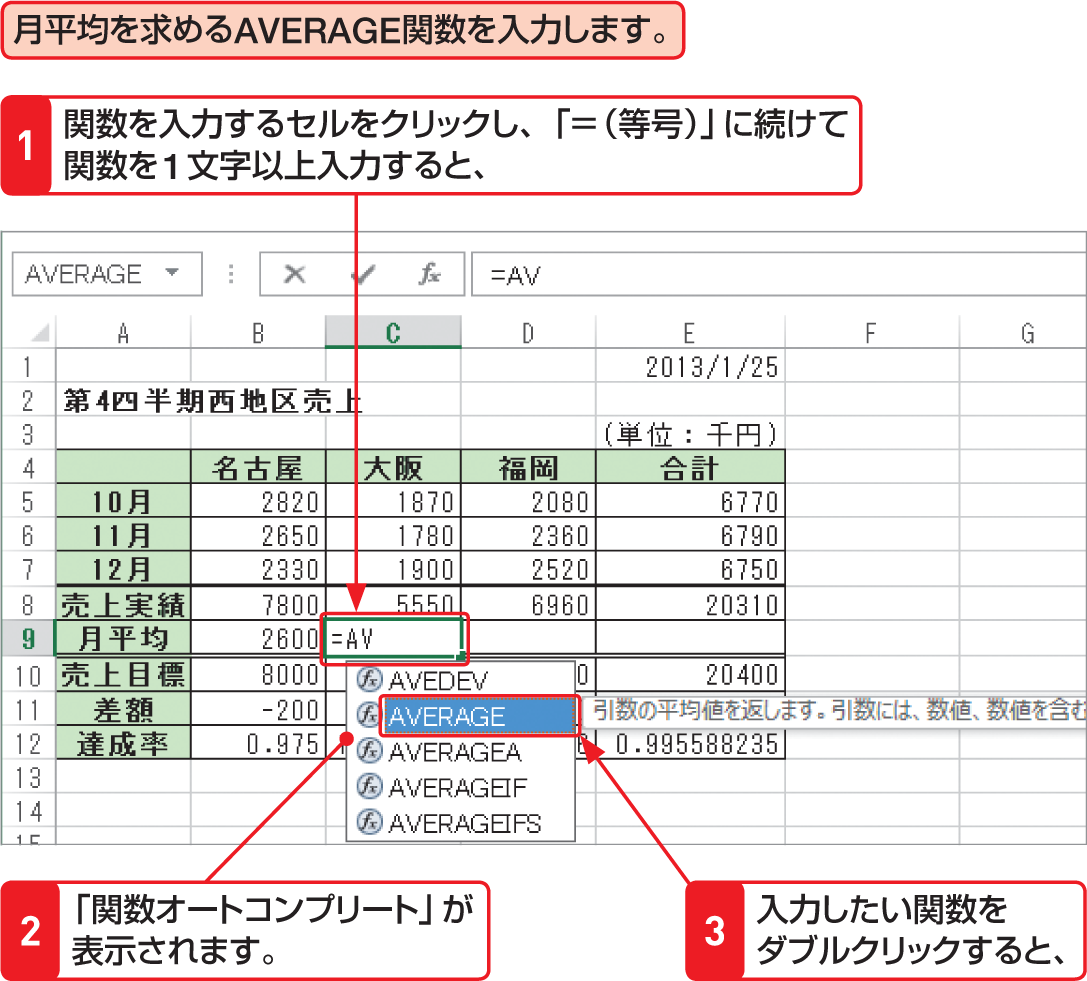 月平均を求めるAVERAGE関数を入力します。
1 関数を入力するセルをクリックし、「＝（等号）」に続けて
関数を1文字以上入力すると、
AVERAGE fx =AV
A B C D E F G
1 2013/1/25
2 第4四半期西地区売上
3 (単位：千円)
4 名古屋 大阪 福岡 合計
5 10月 2820 1870 2080 6770
6 11月 2650 1780 2360 6790
7 12月 2330 1900 2520 6750
8 売上実績 7800 5550 6960 20310
9 月平均 2600 =AV
10 売上目標 8000 0 20400
11 差額 -200
12 達成率 0.975 0.995588235
13
14
15
fx AVEDEV
fx AVERAGE 引数の平均値を返します。引数には、数値、数値を含む
fx AVERAGEA
fx AVERAGEIF
fx AVERAGEIFS
2 「関数オートコンプリート」が
表示されます。
3 入力したい関数を
ダブルクリックすると、